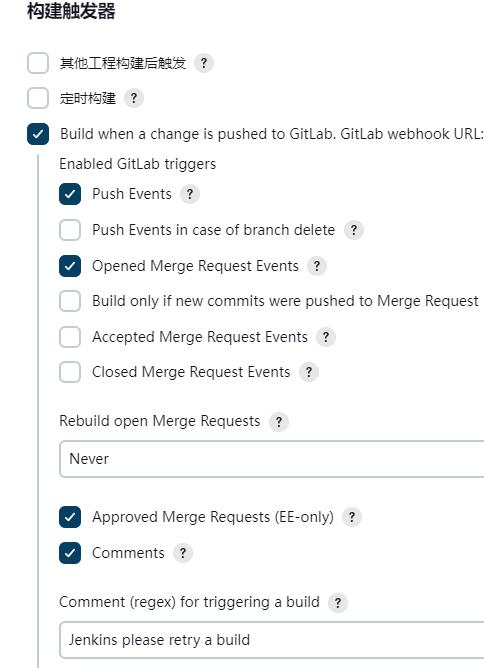 构建触发器
其他工程构建后触发 ?
定时构建 ?
Build when a change is pushed to GitLab. GitLab webhook URL:
Enabled GitLab triggers
Push Events ?
Push Events in case of branch delete ?
Opened Merge Request Events ?
Build only if new commits were pushed to Merge Request
Accepted Merge Request Events ?
Closed Merge Request Events ?
Rebuild open Merge Requests ?
Never
Approved Merge Requests (EE-only) ?
Comments ?
Comment (regex) for triggering a build ?
Jenkins please retry a build